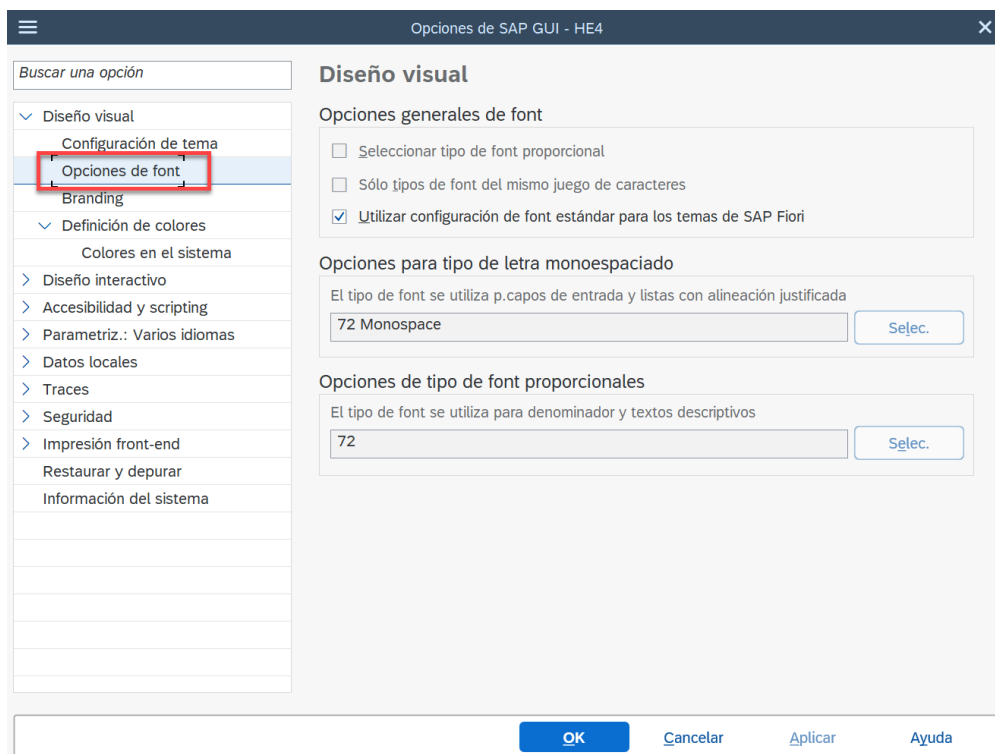 Opciones de SAP GUI - HE4
Buscar una opción
Diseño visual
Configuración de tema
Opciones de font
Branding
Definición de colores
Colores en el sistema
Diseño interactivo
Accesibilidad y scripting
Parametriz.: Varios idiomas
Datos locales
Traces
Seguridad
Impresión front-end
Restaurar y depurar
Información del sistema
Diseño visual
Opciones generales de font
Seleccionar tipo de font proporcional
Sólo tipos de font del mismo juego de caracteres
Utilizar configuración de font estándar para los temas de SAP Fiori
Opciones para tipo de letra monoespaciado
El tipo de font se utiliza p.capos de entrada y listas con alineación justificada
72 Monospace
Selec.
Opciones de tipo de font proporcionales
El tipo de font se utiliza para denominador y textos descriptivos
72
Selec.
OK
Cancelar
Aplicar
Ayuda